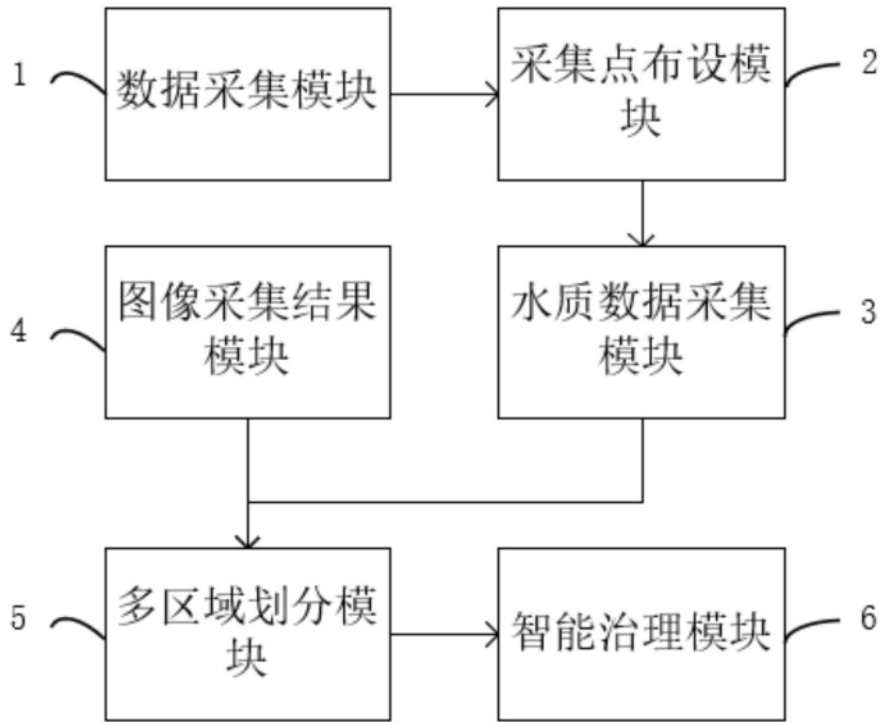 1
数据采集模块
采集点布设模
块
2
4
图像采集结果
模块
水质数据采集
模块
3
5
多区域划分模
块
智能治理模块
6